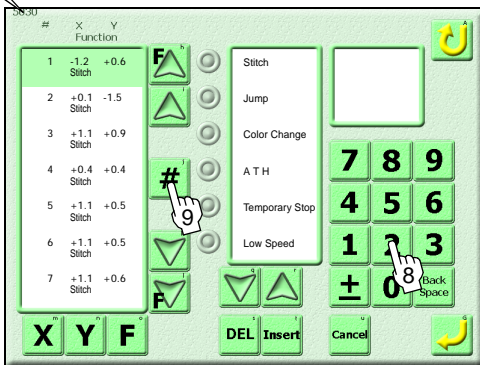 5030
# X Y
Function
1 -1.2 +0.6
Stitch
2 +0.1 -1.5
Stitch
3 +1.1 +0.9
Stitch
4 +0.4 +0.4
Stitch
5 +1.1 +0.5
Stitch
6 +1.1 +0.5
Stitch
7 +1.1 +0.6
Stitch
F h
i
# j
9
F l
Stitch
Jump
Color Change
A T H
Temporary Stop
Low Speed
q r
A
7 8 9
4 5 6
1 2 3
8
± 0 Back
Space
X m Y n F o
DEL s Insert t
Cancel u
G